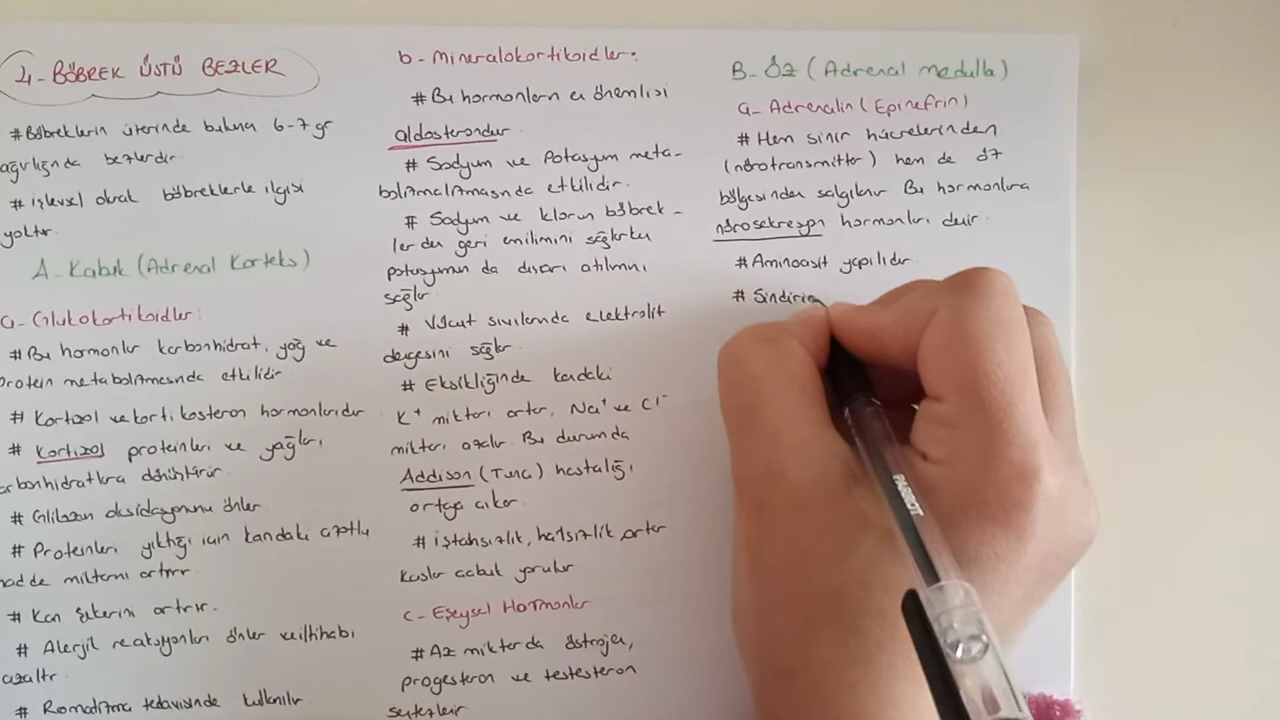 4- BÖBREK ÜSTÜ BEZLER
# Böbreklerin üzerinde bulunan 6-7 gr
ağırlığında bezlerdir.
# işlevsel olarak böbreklerle ilgisi
yoktur.
A- Kabuk (Adrenal Korteks)
a- Glukokortikoidler:
# Bu hormonlar karbonhidrat, yağ ve
protein metabolizmasında etkilidir
# Kortizol ve kortikosteron hormonlarıdır
# Kortizol proteinleri ve yağları
karbonhidratlara dönüştürür.
# Glikozun oksidasyonunu önler
# Proteinleri yıktığı için kandaki azotlu
madde miktarını artırır
# Kan şekerini artırır.
# Alerjik reaksiyonları önler ve iltihabı
azaltır
# Romatizma tedavisinde kullanılır
b- Mineralokortikoidler:
# Bu hormonların en önemlisi
aldosterondur
# Sodyum ve Potasyum meta-
bolizmasında etkilidir.
# Sodyum ve klorun böbrek-
lerden geri emilimini sağlarken
potasyumun da dışarı atılmını
sağlar
# Vücut sıvılarında elektrolit
dengesini sağlar
# Eksikliğinde kandaki
K+ miktarı artar, Na+ ve Cl-
miktarı azalır. Bu durumda
Addison (Tunç) hastalığı
ortaya çıkar
# iştahsızlık, halsizlik artar
Kaslar çabuk yorulur
c- Eşeysel Hormonlar
# Az miktarda östrojen,
progesteron ve testesteron
sentezlenir
B- Öz (Adrenal medulla)
a- Adrenalin (Epinefrin)
# Hem sinir hücrelerinden
(nörotransmitter) hem de öz
bölgesinden salgılanır Bu hormonlara
nörosekresyon hormonları denir.
# Aminoasit yapılıdır
PARROT